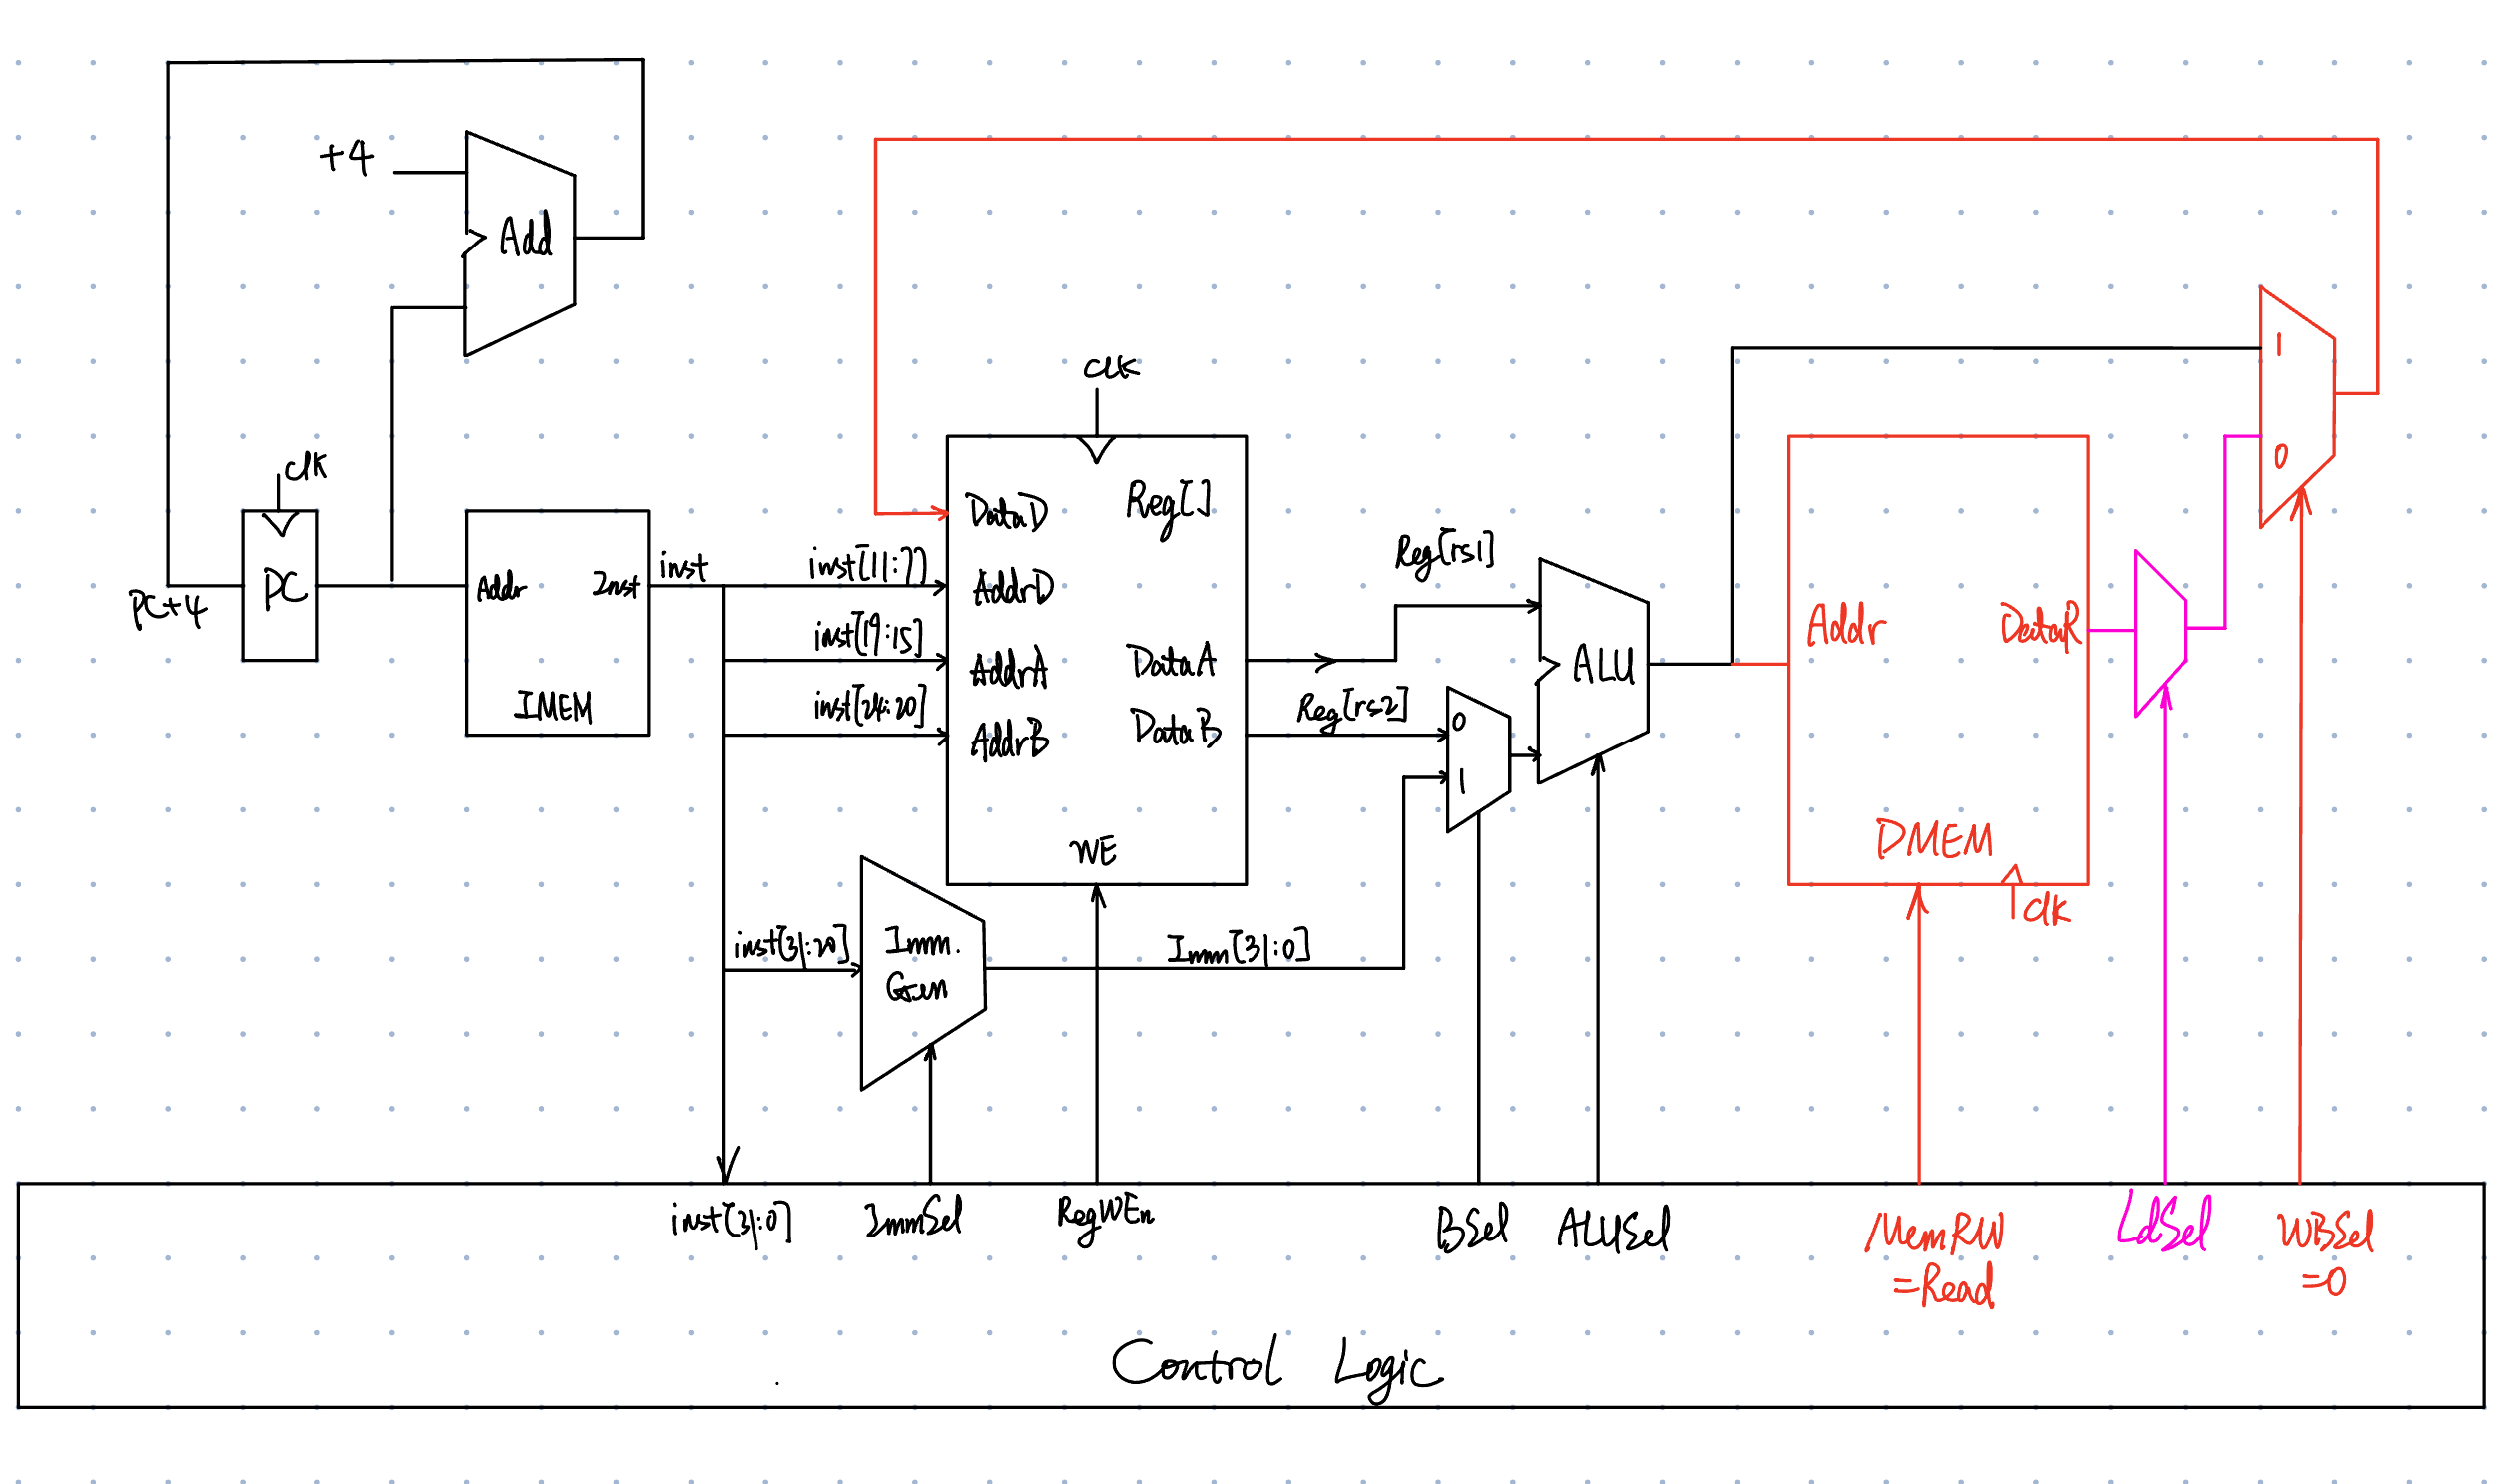 +4
Add
clk
PC
PC+4
Addr
Inst
IMEM
inst
inst[11:7]
inst[19:15]
inst[24:20]
clk
Reg[]
DataD
AddrD
AddrA
AddrB
DataA
DataB
WE
inst[31:20]
Imm.
Gen
Imm[31:0]
Reg[rs1]
Reg[rs2]
0
1
ALU
Addr
DataR
DMEM
clk
1
0
inst[31:0]
ImmSel
RegWEn
BSel
ALUSel
MemRW
=Read
LdSel
WBSel
=0
Control Logic